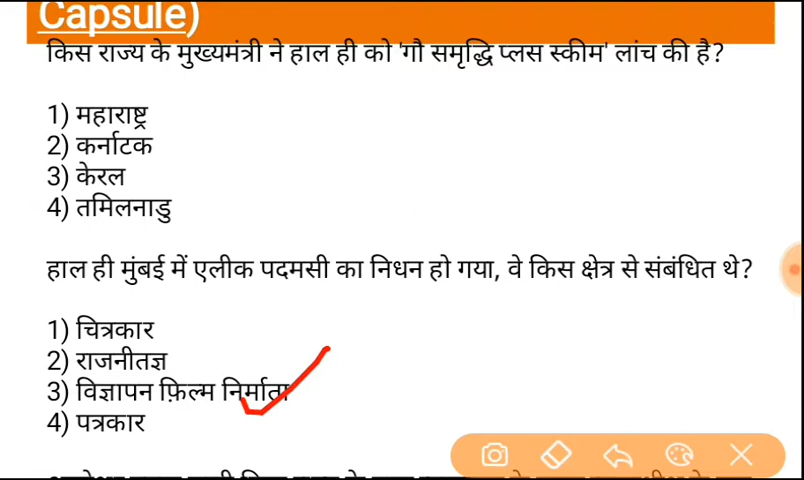 Capsule)
किस राज्य के मुख्यमंत्री ने हाल ही को 'गौ समृद्धि प्लस स्कीम' लांच की है?
1) महाराष्ट्र
2) कर्नाटक
3) केरल
4) तमिलनाडु
हाल ही मुंबई में एलीक पदमसी का निधन हो गया, वे किस क्षेत्र से संबंधित थे?
1) चित्रकार
2) राजनीतज्ञ
3) विज्ञापन फ़िल्म निर्माता
4) पत्रकार